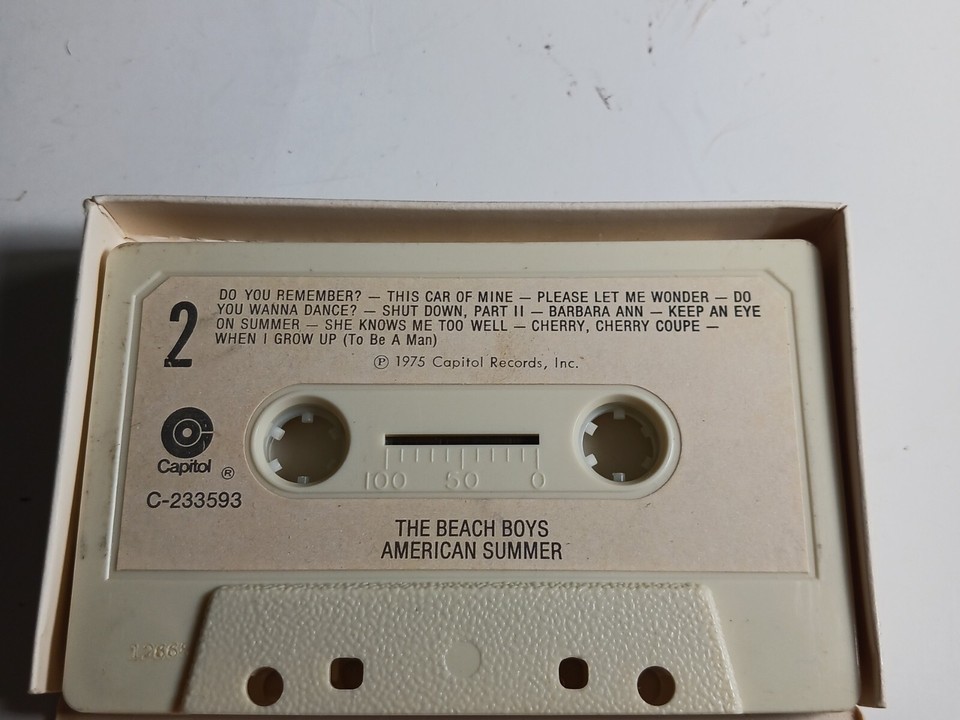 2
DO YOU REMEMBER? — THIS CAR OF MINE — PLEASE LET ME WONDER — DO
YOU WANNA DANCE? — SHUT DOWN, PART II — BARBARA ANN — KEEP AN EYE
ON SUMMER — SHE KNOWS ME TOO WELL — CHERRY, CHERRY COUPE —
WHEN I GROW UP (To Be A Man)
Ⓟ 1975 Capitol Records, Inc.
Capitol ®
C-233593
100 50 0
THE BEACH BOYS
AMERICAN SUMMER